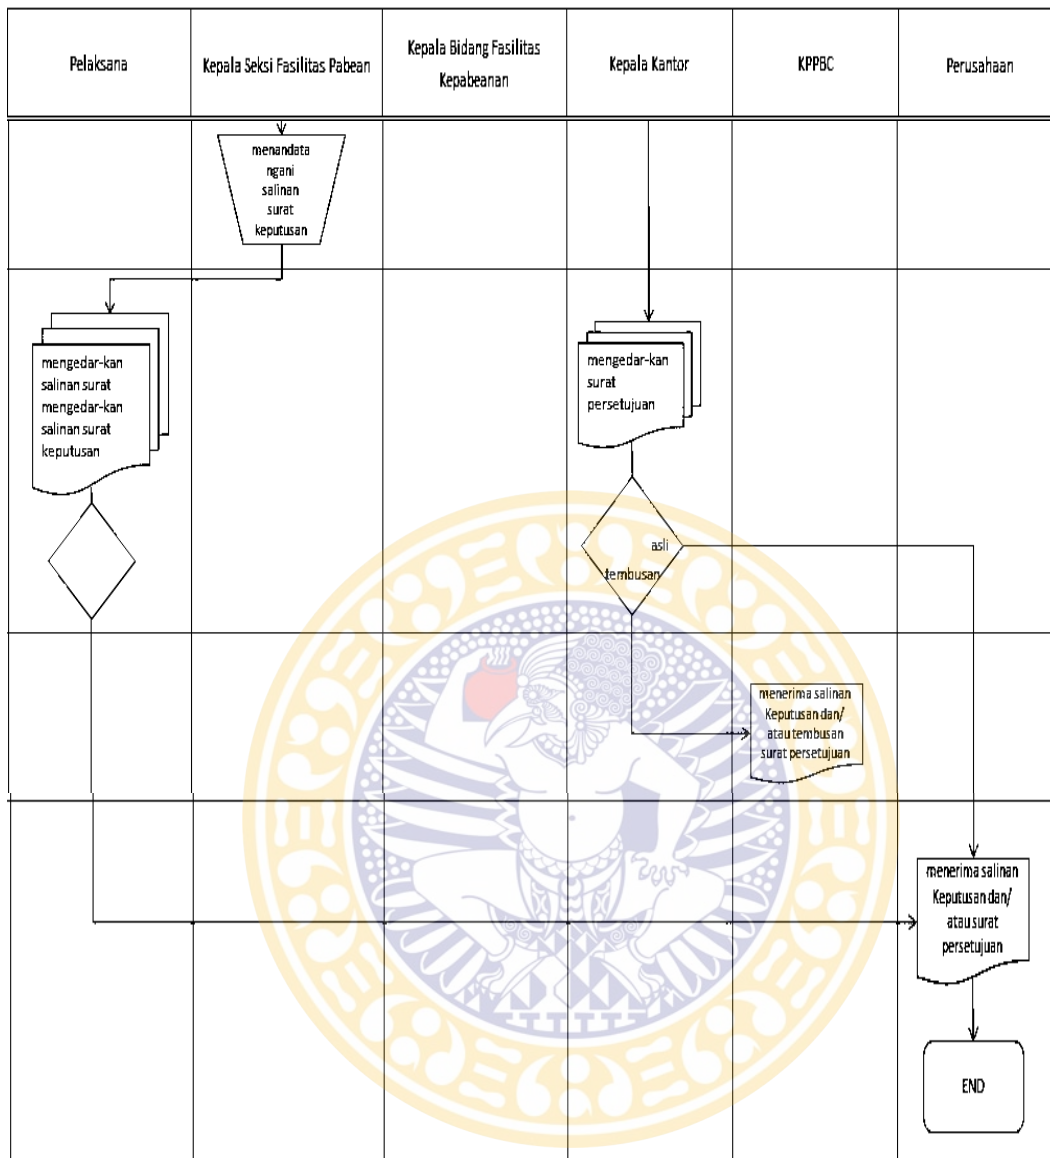 Pelaksana
Kepala Seksi Fasilitas Pabean
Kepala Bidang Fasilitas
Kepabeanan
Kepala Kantor
KPPBC
Perusahaan
menandata
ngani
salinan
surat
keputusan
mengedar-kan
salinan surat
mengedar-kan
salinan surat
keputusan
mengedar-kan
surat
persetujuan
asli
tembusan
menerima salinan
Keputusan dan/
atau tembusan
surat persetujuan
menerima salinan
Keputusan dan/
atau surat
persetujuan
END